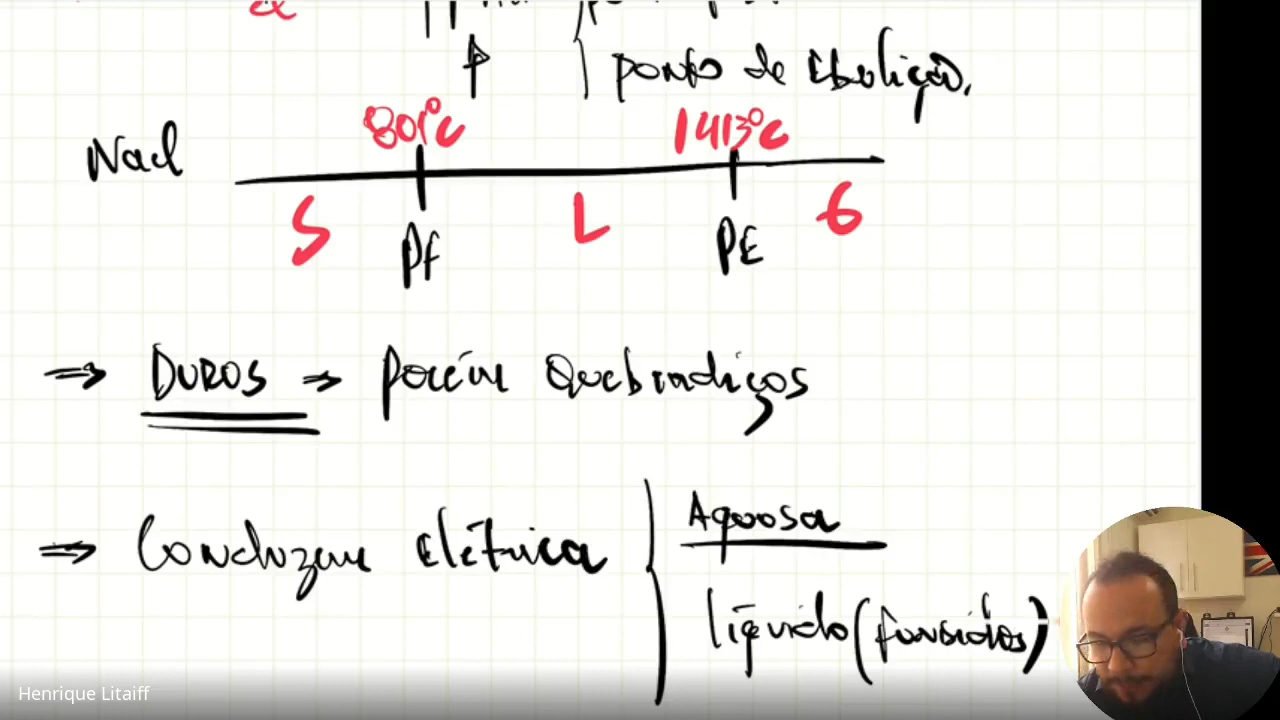 ponto de Ebulição.
NaCl 801°C 1413°C
S L G
PF PE
⇒ DUROS ⇒ Porém Quebradiços
⇒ Conduzem Elétrica { Aquosa
líquido (fundidos)
Henrique Litaiff